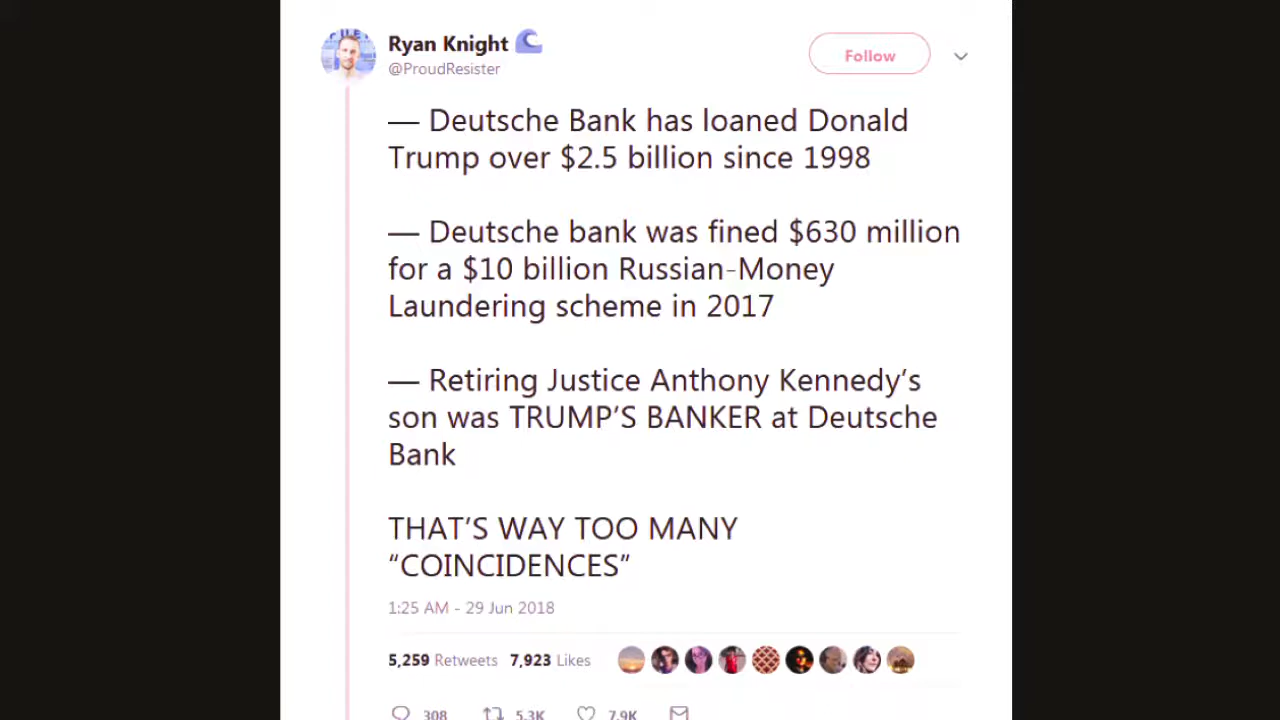 Ryan Knight
@ProudResister
Follow
— Deutsche Bank has loaned Donald
Trump over $2.5 billion since 1998
— Deutsche bank was fined $630 million
for a $10 billion Russian-Money
Laundering scheme in 2017
— Retiring Justice Anthony Kennedy’s
son was TRUMP’S BANKER at Deutsche
Bank
THAT’S WAY TOO MANY
“COINCIDENCES”
1:25 AM - 29 Jun 2018
5,259 Retweets 7,923 Likes
308 5.3K 7.9K